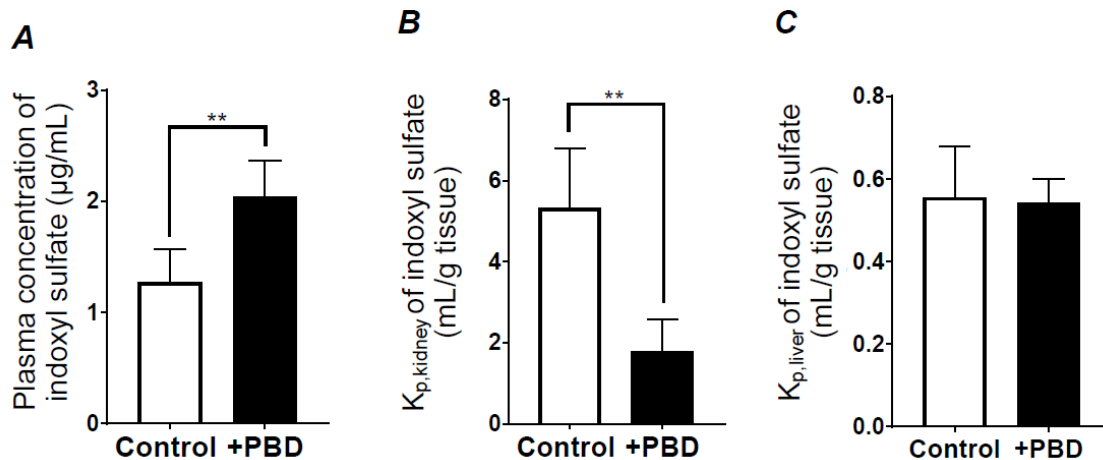 A
Plasma concentration of
indoxyl sulfate (μg/mL)
3
2
1
0
**
Control +PBD
B
Kp,kidney of indoxyl sulfate
(mL/g tissue)
8
6
4
2
0
**
Control +PBD
C
Kp,liver of indoxyl sulfate
(mL/g tissue)
0.8
0.6
0.4
0.2
0.0
Control +PBD